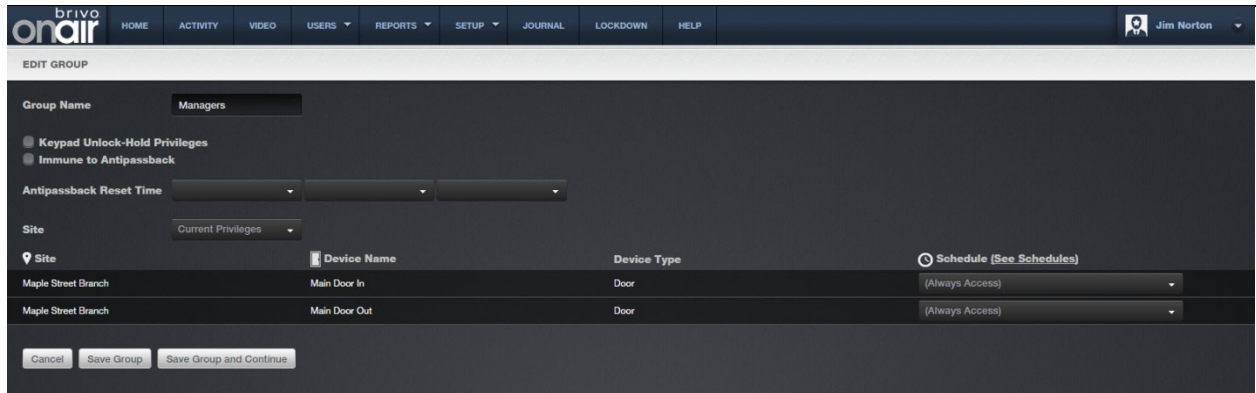 brivo
onair HOME ACTIVITY VIDEO USERS REPORTS SETUP JOURNAL LOCKDOWN HELP Jim Norton
EDIT GROUP
Group Name Managers
Keypad Unlock-Hold Privileges
Immune to Antipassback
Antipassback Reset Time
Site Current Privileges
Site Device Name Device Type Schedule (See Schedules)
Maple Street Branch Main Door In Door (Always Access)
Maple Street Branch Main Door Out Door (Always Access)
Cancel Save Group Save Group and Continue